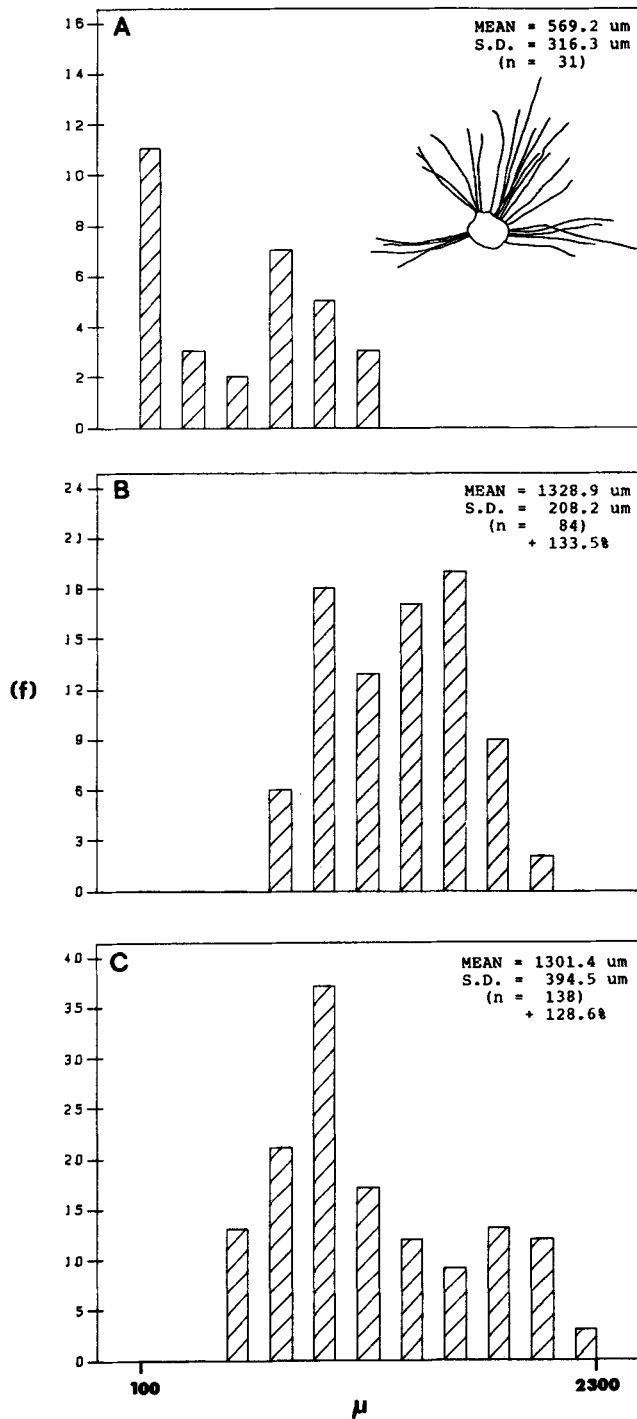 A
MEAN = 569.2 um
S.D. = 316.3 um
(n = 31)
16
14
12
10
8
6
4
2
0
B
MEAN = 1328.9 um
S.D. = 208.2 um
(n = 84)
+ 133.5%
24
21
18
15
12
9
6
3
0
(f)
C
MEAN = 1301.4 um
S.D. = 394.5 um
(n = 138)
+ 128.6%
40
35
30
25
20
15
10
5
0
100
2300
μ